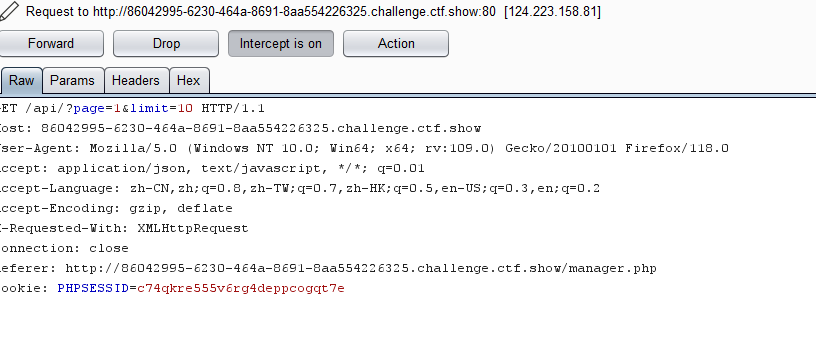 Request to http://86042995-6230-464a-8691-8aa554226325.challenge.ctf.show:80 [124.223.158.81]
Forward Drop Intercept is on Action
Raw Params Headers Hex
ET /api/?page=1&limit=10 HTTP/1.1
ost: 86042995-6230-464a-8691-8aa554226325.challenge.ctf.show
ser-Agent: Mozilla/5.0 (Windows NT 10.0; Win64; x64; rv:109.0) Gecko/20100101 Firefox/118.0
ccept: application/json, text/javascript, */*; q=0.01
ccept-Language: zh-CN,zh;q=0.8,zh-TW;q=0.7,zh-HK;q=0.5,en-US;q=0.3,en;q=0.2
ccept-Encoding: gzip, deflate
-Requested-With: XMLHttpRequest
onnection: close
eferer: http://86042995-6230-464a-8691-8aa554226325.challenge.ctf.show/manager.php
ookie: PHPSESSID=c74qkre555v6rg4deppcogqt7e